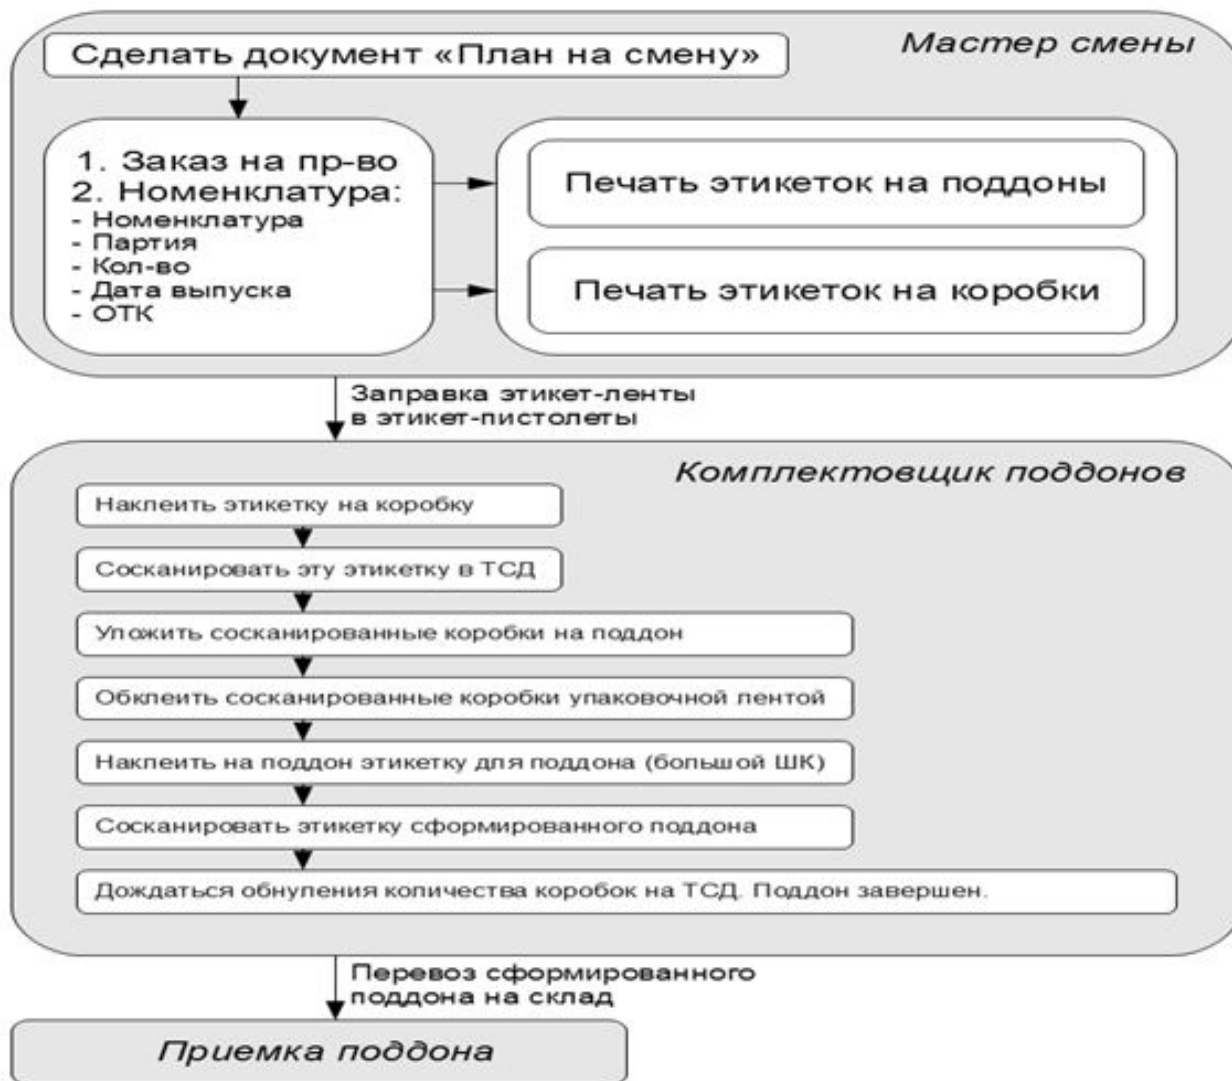 Мастер смены
Сделать документ «План на смену»
1. Заказ на пр-во
2. Номенклатура:
- Номенклатура
- Партия
- Кол-во
- Дата выпуска
- ОТК
Печать этикеток на поддоны
Печать этикеток на коробки
Заправка этикет-ленты
в этикет-пистолеты
Комплектовщик поддонов
Наклеить этикетку на коробку
Сосканировать эту этикетку в ТСД
Уложить сосканированные коробки на поддон
Обклеить сосканированные коробки упаковочной лентой
Наклеить на поддон этикетку для поддона (большой ШК)
Сосканировать этикетку сформированного поддона
Дождаться обнуления количества коробок на ТСД. Поддон завершен.
Перевоз сформированного
поддона на склад
Приемка поддона